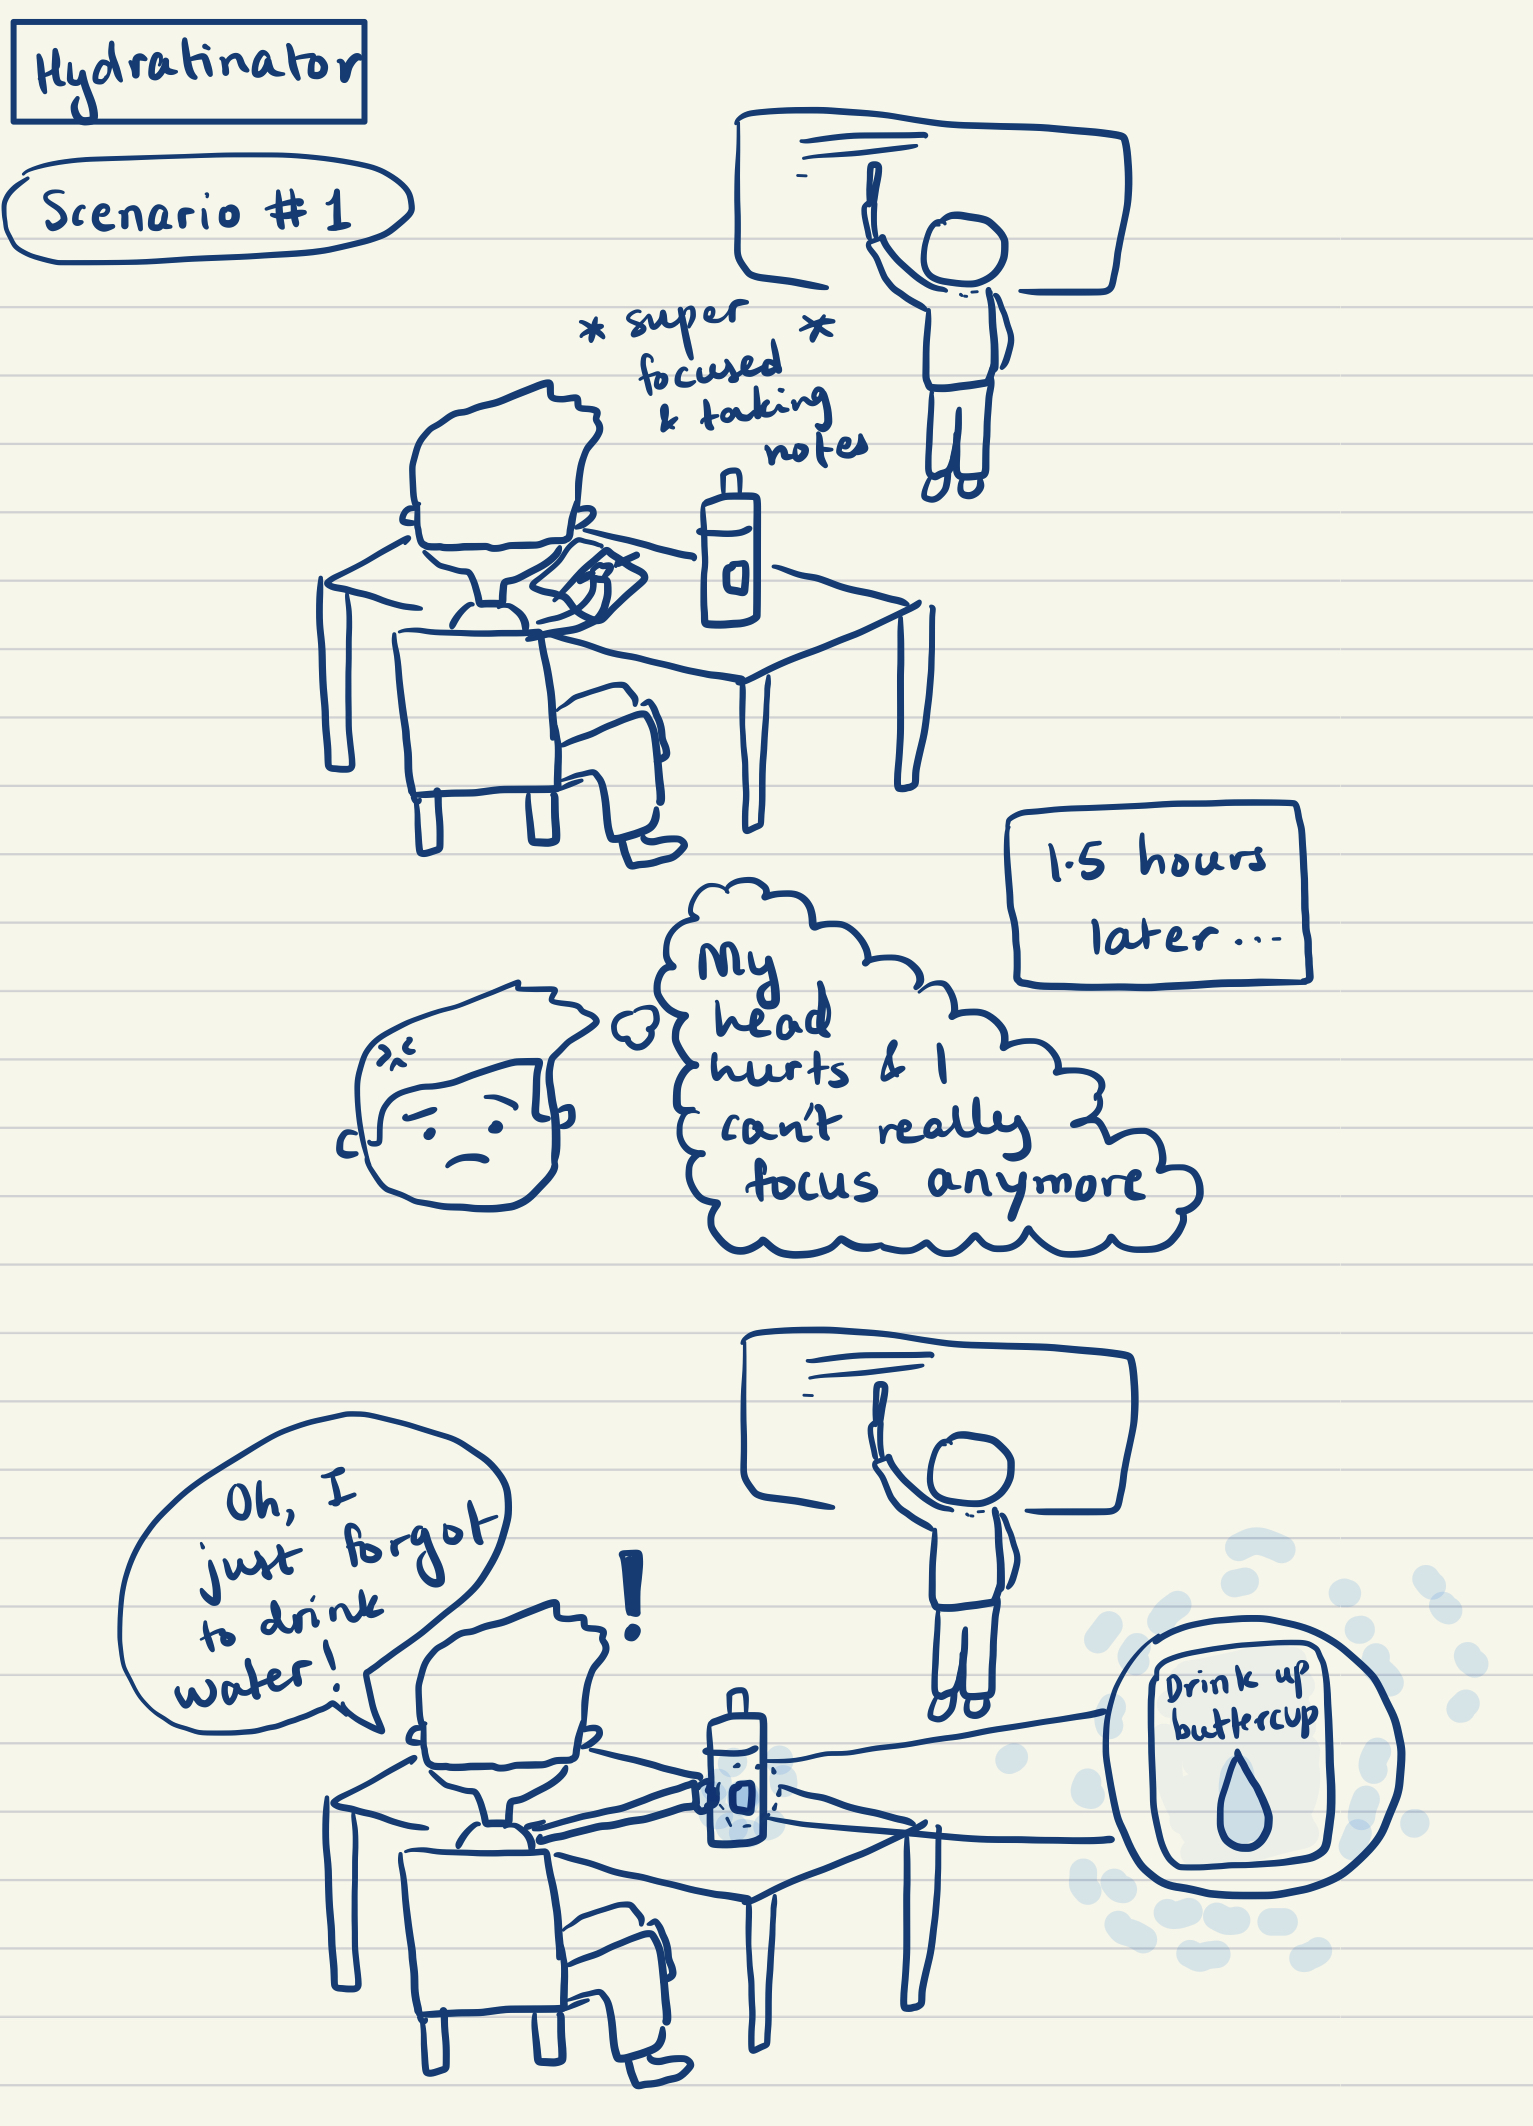 Hydratinator
Scenario #1
* super *
focused
& taking
notes
1.5 hours
later...
My
head
hurts & I
can't really
focus anymore
Oh, I
just forgot
to drink
water!
!
Drink up
buttercup